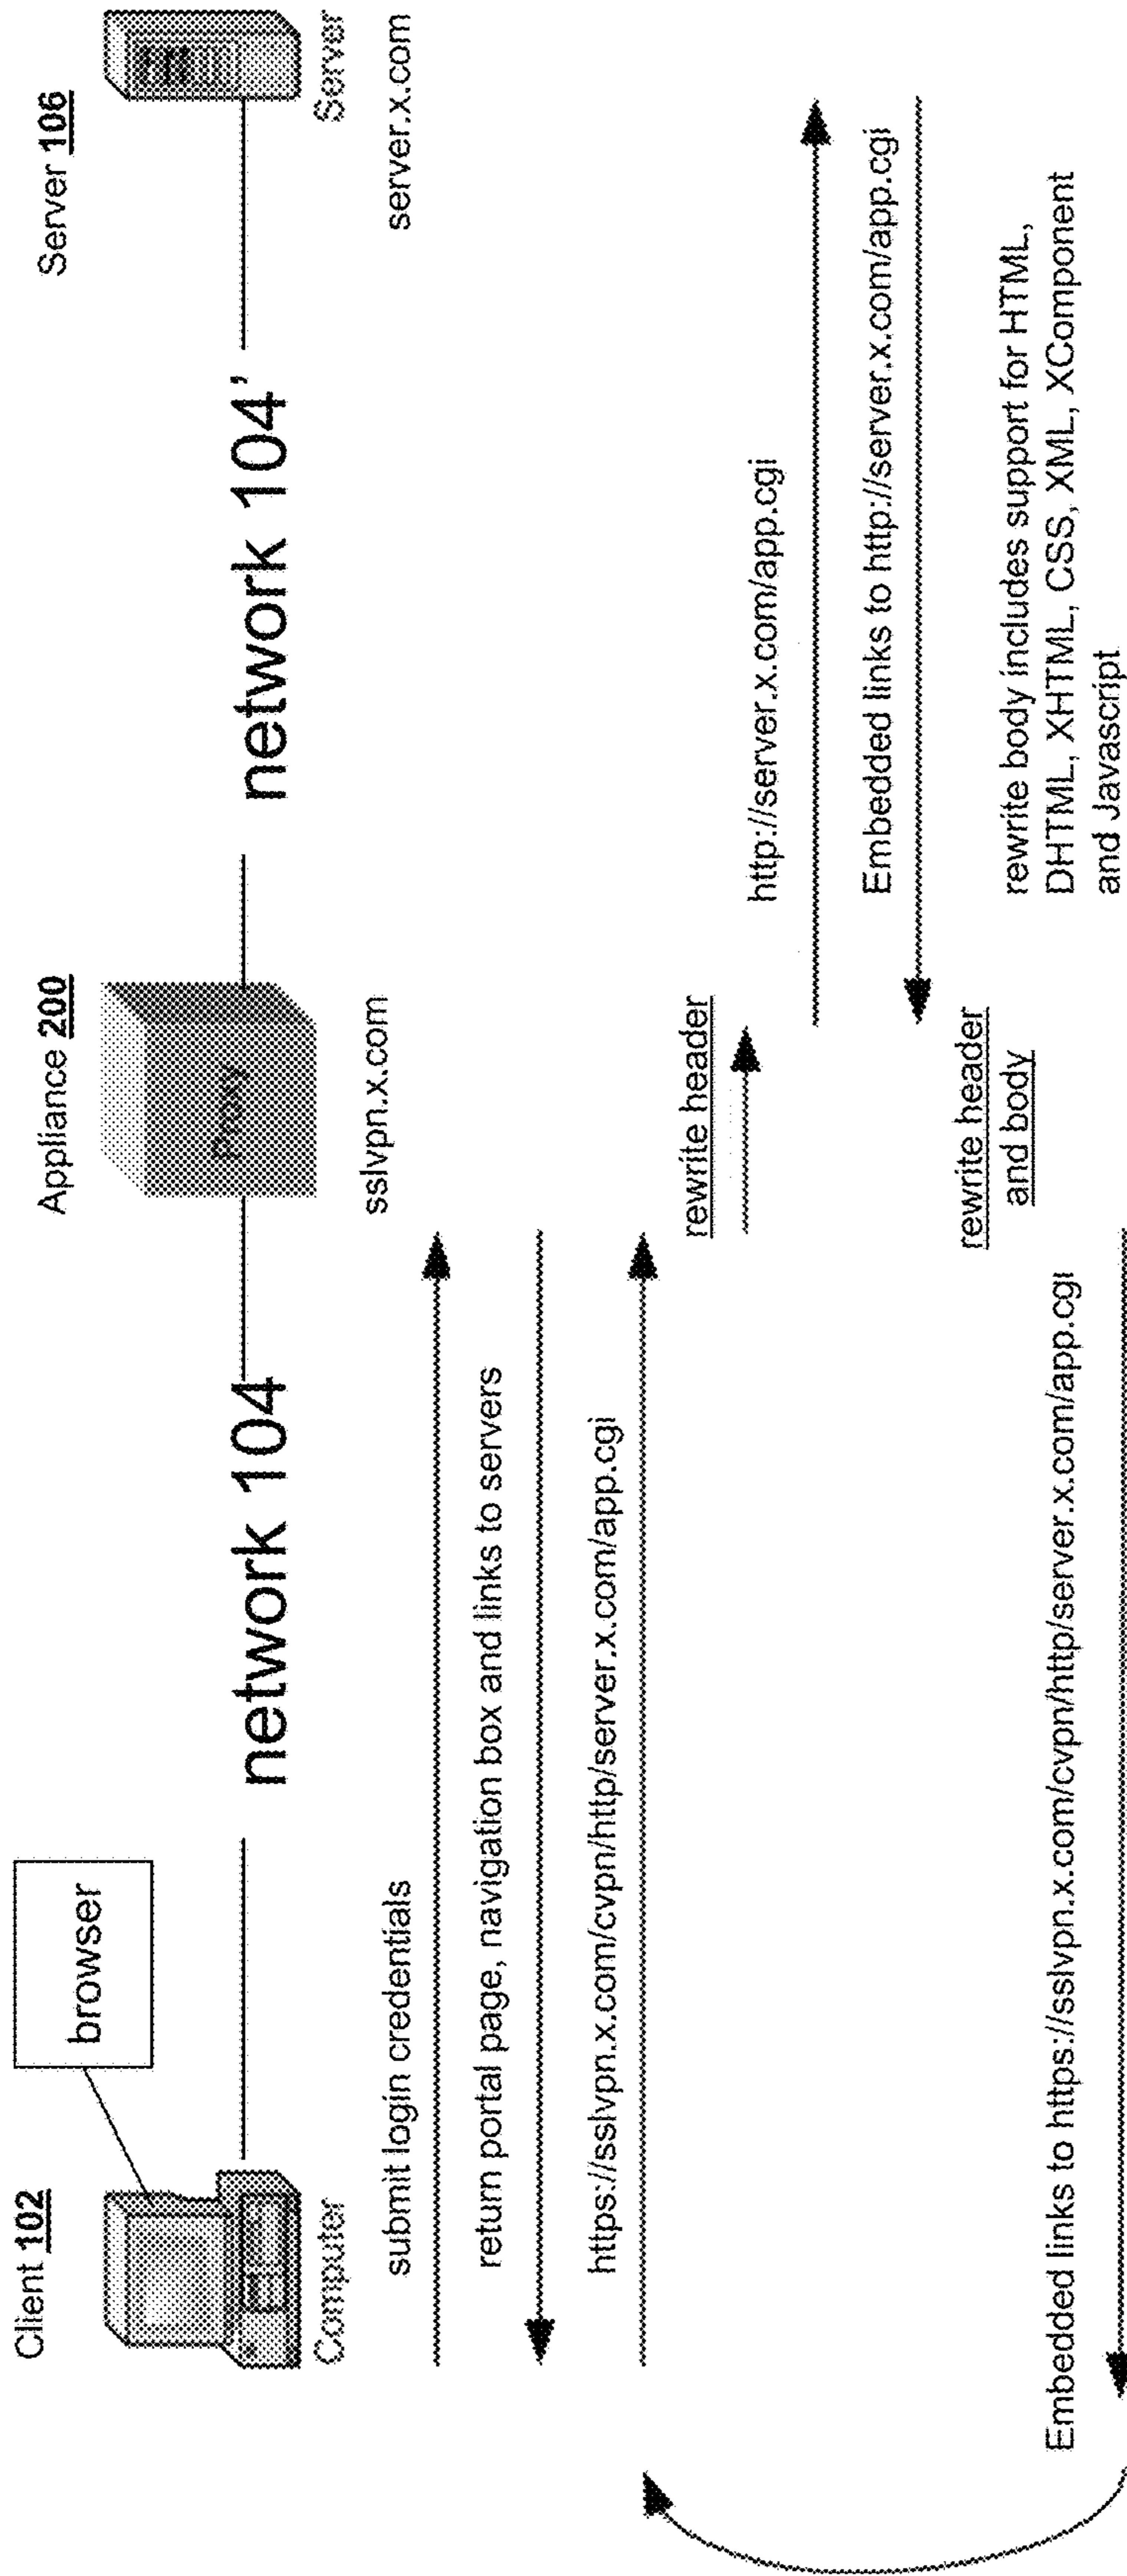 Client 102
browser
Computer
network 104
Appliance 200
Proxy
sslvpn.x.com
network 104'
Server 106
Server
server.x.com
submit login credentials
return portal page, navigation box and links to servers
https://sslvpn.x.com/cvpn/http/server.x.com/app.cgi
rewrite header
http://server.x.com/app.cgi
Embedded links to http://server.x.com/app.cgi
rewrite header
and body
rewrite body includes support for HTML,
DHTML, XHTML, CSS, XML, XComponent
and Javascript
Embedded links to https://sslvpn.x.com/cvpn/http/server.x.com/app.cgi